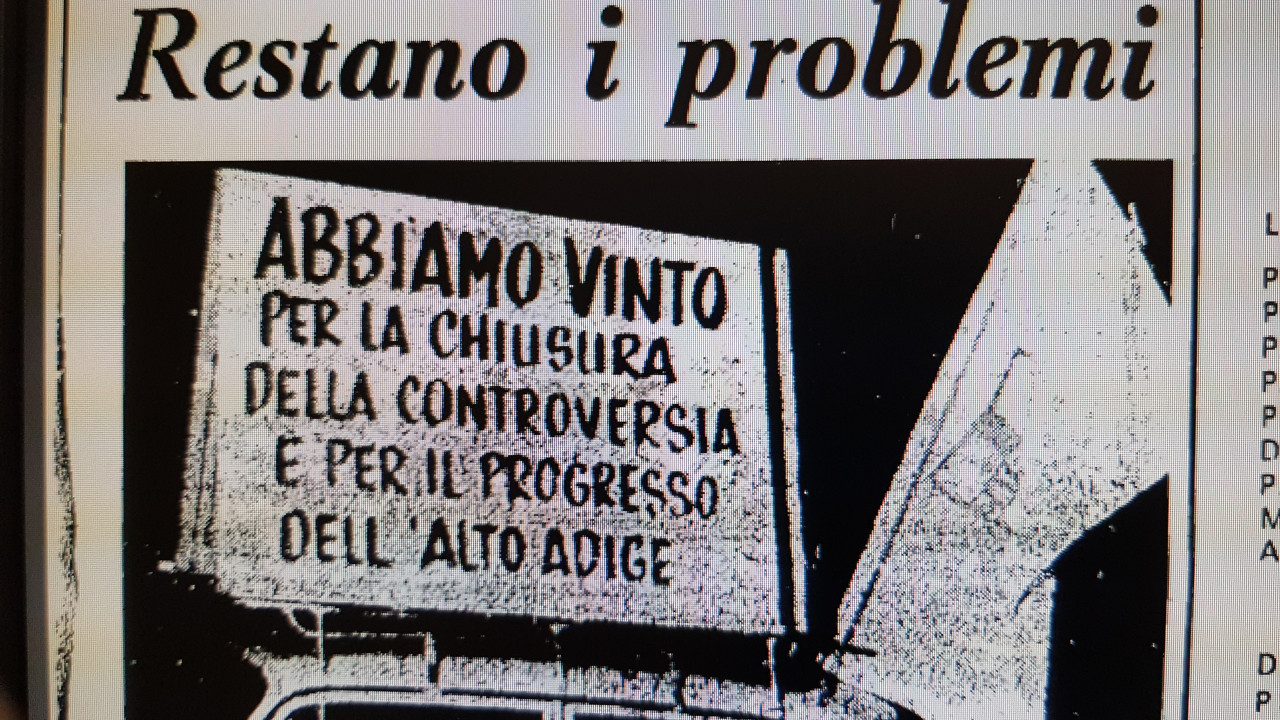 Restano i problemi
ABBIAMO VINTO
PER LA CHIUSURA
DELLA CONTROVERSIA
E PER IL PROGRESSO
DELL'ALTO ADIGE
L
P
P
P
P
P
D
P
M
A
D
P